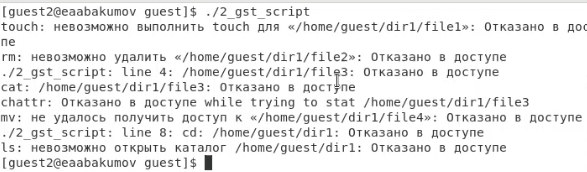 [guest2@eaabakumov guest]$ ./2_gst_script
touch: невозможно выполнить touch для «/home/guest/dir1/file1»: Отказано в дос
пе
rm: невозможно удалить «/home/guest/dir1/file2»: Отказано в доступе
./2_gst_script: line 4: /home/guest/dir1/file3: Отказано в доступе
cat: /home/guest/dir1/file3: Отказано в доступе
chattr: Отказано в доступе while trying to stat /home/guest/dir1/file3
mv: не удалось получить доступ к «/home/guest/dir1/file4»: Отказано в доступе
./2_gst_script: line 8: cd: /home/guest/dir1: Отказано в доступе
ls: невозможно открыть каталог /home/guest/dir1: Отказано в доступе
[guest2@eaabakumov guest]$